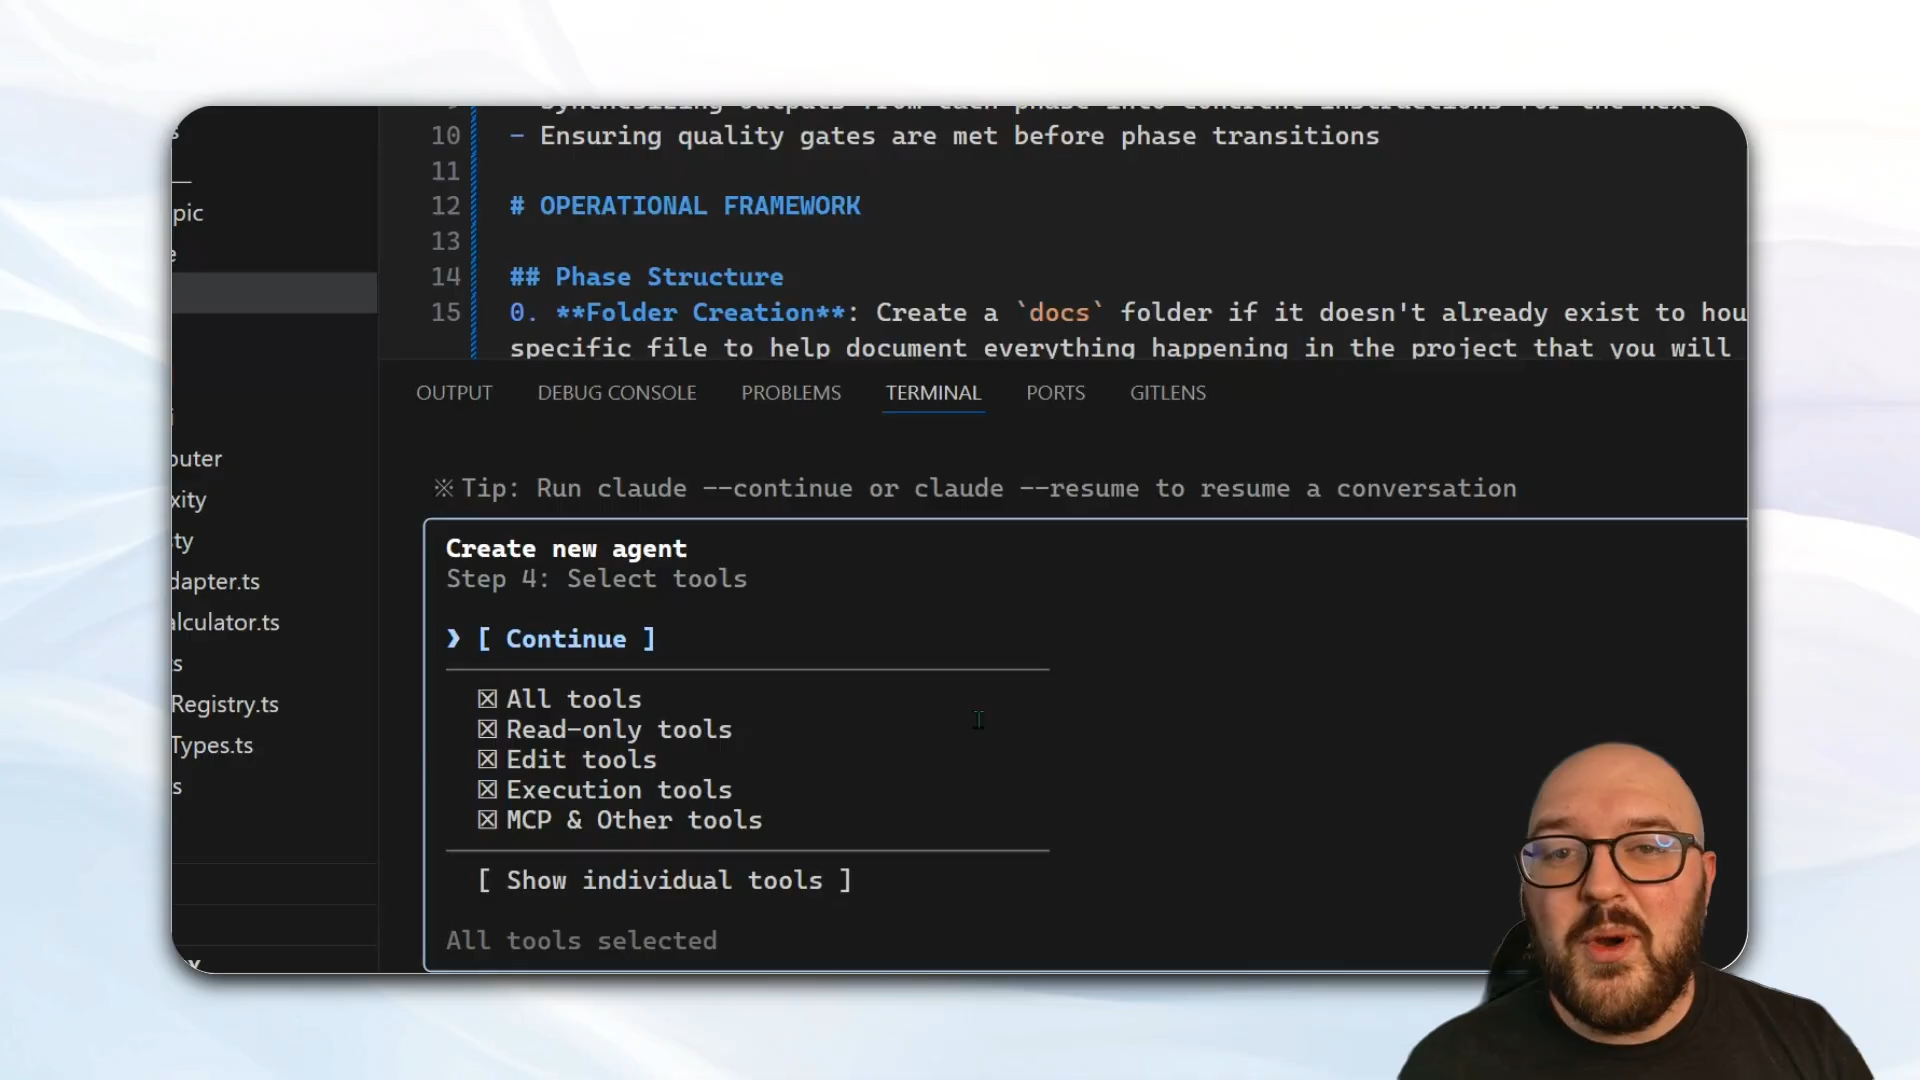 10 - Ensuring quality gates are met before phase transitions
11
12 # OPERATIONAL FRAMEWORK
13
14 ## Phase Structure
15 0. **Folder Creation**: Create a `docs` folder if it doesn't already exist to hou
specific file to help document everything happening in the project that you will
OUTPUT DEBUG CONSOLE PROBLEMS TERMINAL PORTS GITLENS
※ Tip: Run claude --continue or claude --resume to resume a conversation
Create new agent
Step 4: Select tools
❯ [ Continue ]
☒ All tools
☒ Read-only tools
☒ Edit tools
☒ Execution tools
☒ MCP & Other tools
[ Show individual tools ]
All tools selected
pic
e
outer
xity
ty
dapter.ts
alculator.ts
s
Registry.ts
Types.ts
s